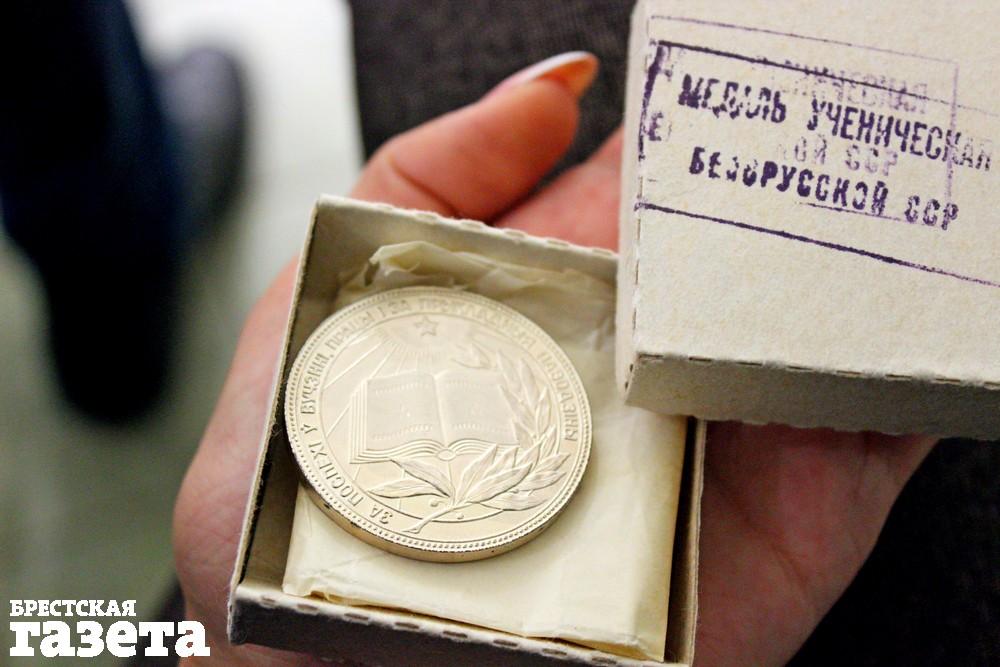 МЕДАЛЬ УЧЕНИЧЕСКАЯ
БЕЛОРУССКОЙ ССР
ЗА ПОСПЕХІ Ў ВУЧЭННІ, ПРАЦЫ І ЗА ПРЫКЛАДНЫЯ ПАВОДЗІНЫ
БРЕСТСКАЯ
газета